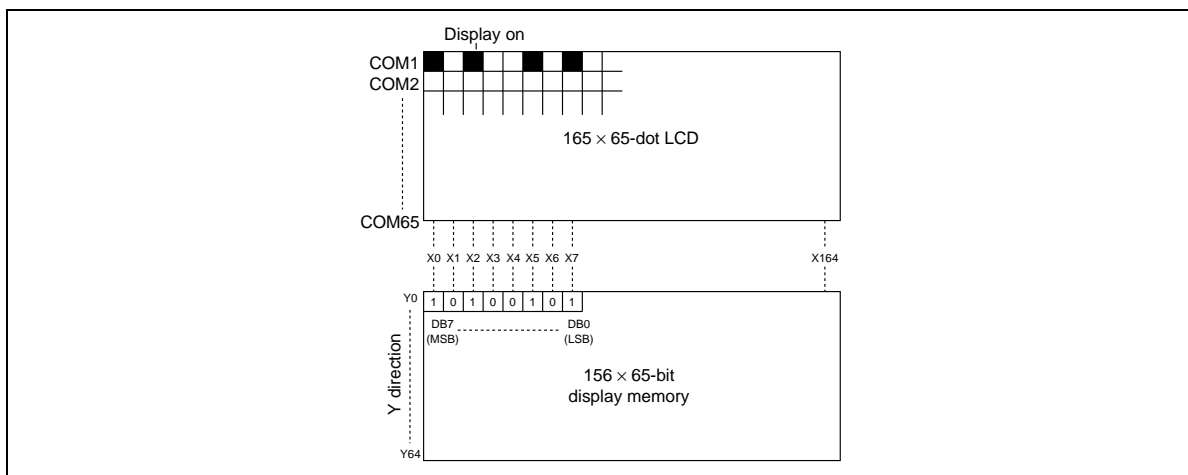 Display on
COM1
COM2
165 × 65-dot LCD
COM65
X0 X1 X2 X3 X4 X5 X6 X7 X164
Y0 1 0 1 0 0 1 0 1
DB7 DB0
(MSB) (LSB)
Y direction
156 × 65-bit
display memory
Y64